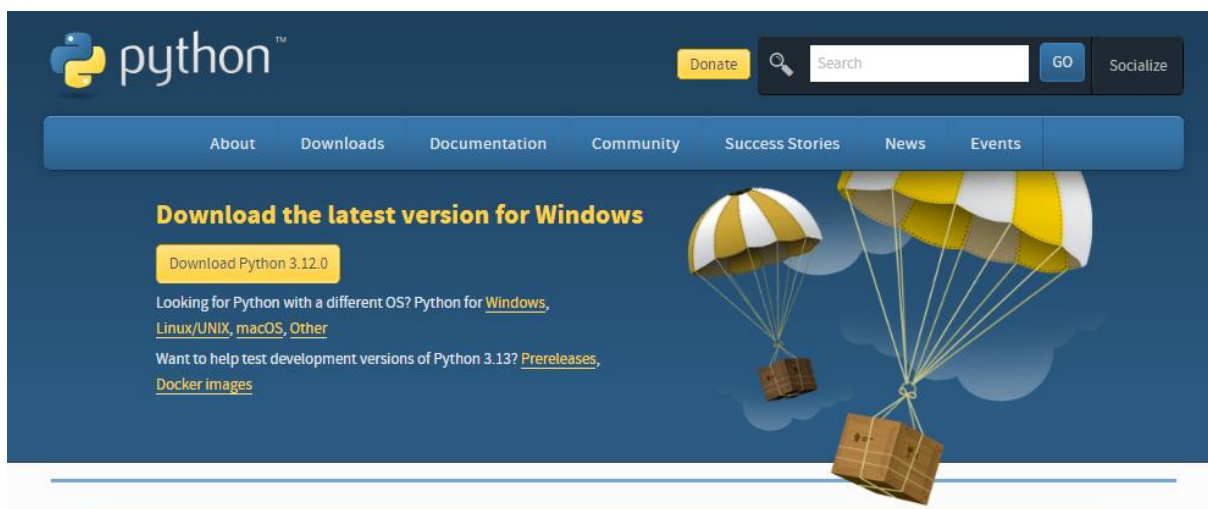 python™
Donate
Search
GO
Socialize
About Downloads Documentation Community Success Stories News Events
Download the latest version for Windows
Download Python 3.12.0
Looking for Python with a different OS? Python for Windows,
Linux/UNIX, macOS, Other
Want to help test development versions of Python 3.13? Prereleases,
Docker images